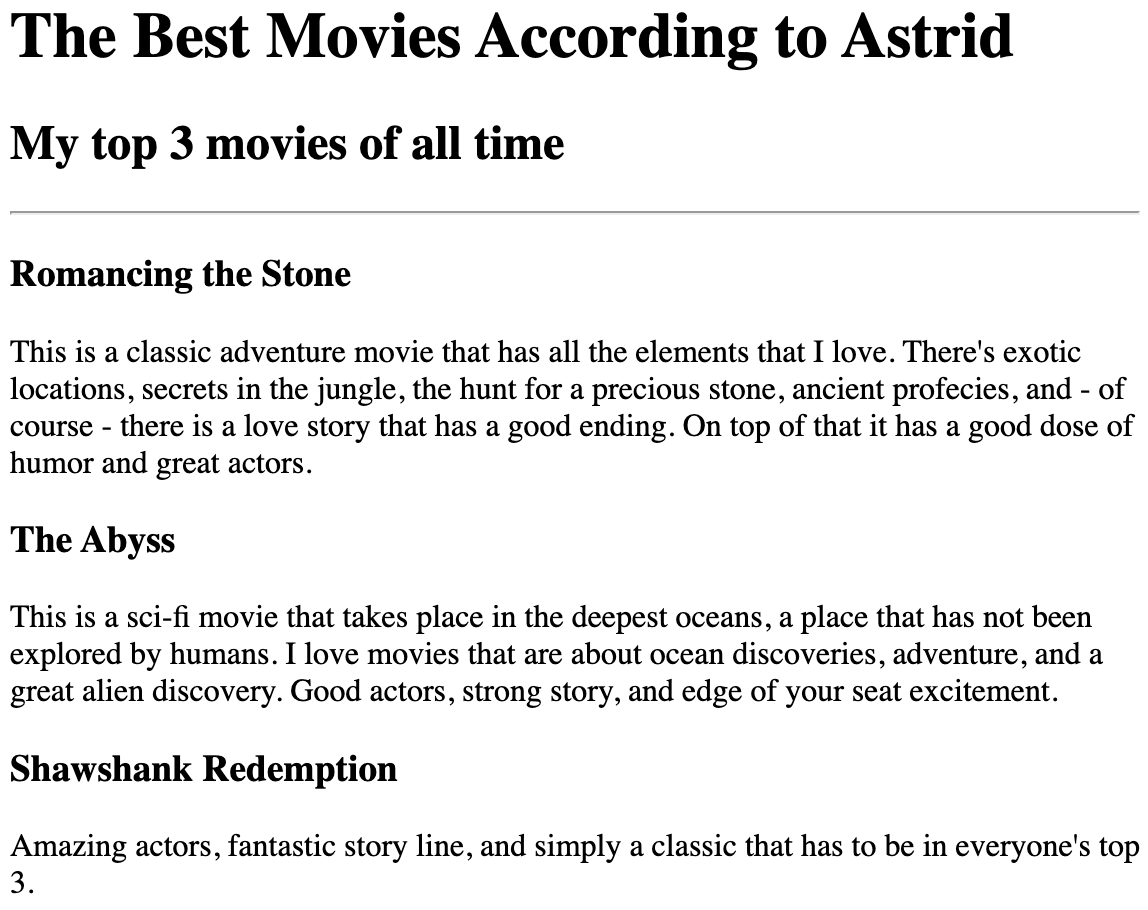 The Best Movies According to Astrid
My top 3 movies of all time
Romancing the Stone
This is a classic adventure movie that has all the elements that I love. There's exotic
locations, secrets in the jungle, the hunt for a precious stone, ancient profecies, and - of
course - there is a love story that has a good ending. On top of that it has a good dose of
humor and great actors.
The Abyss
This is a sci-fi movie that takes place in the deepest oceans, a place that has not been
explored by humans. I love movies that are about ocean discoveries, adventure, and a
great alien discovery. Good actors, strong story, and edge of your seat excitement.
Shawshank Redemption
Amazing actors, fantastic story line, and simply a classic that has to be in everyone's top
3.